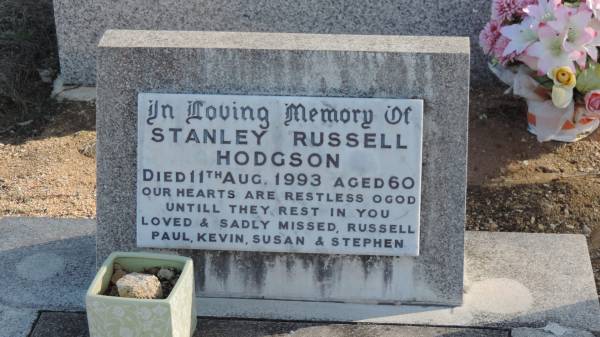 In Loving Memory Of
STANLEY RUSSELL
HODGSON
DIED 11TH AUG. 1993 AGED 60
OUR HEARTS ARE RESTLESS O GOD
UNTILL THEY REST IN YOU
LOVED & SADLY MISSED, RUSSELL
PAUL, KEVIN, SUSAN & STEPHEN